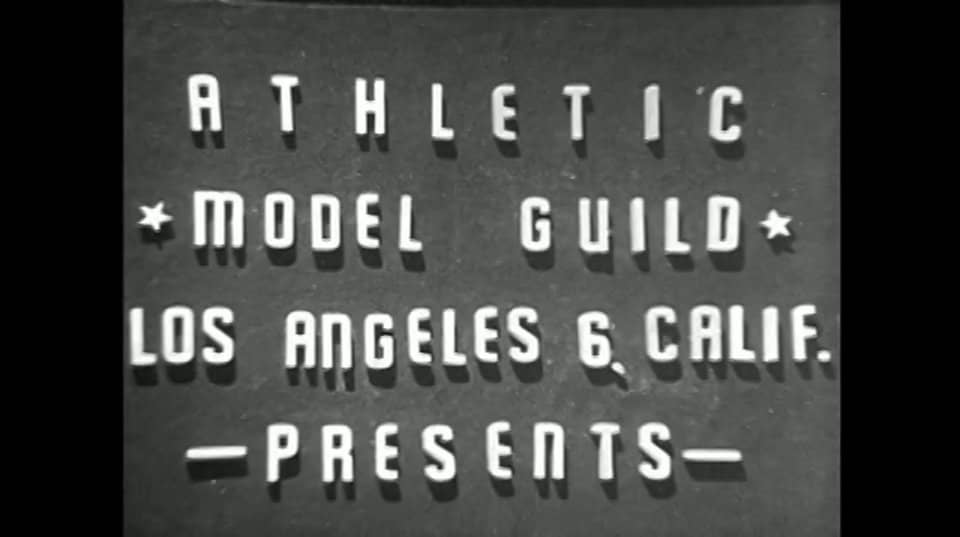 ATHLETIC
MODEL GUILD
LOS ANGELES 6, CALIF.
—PRESENTS—